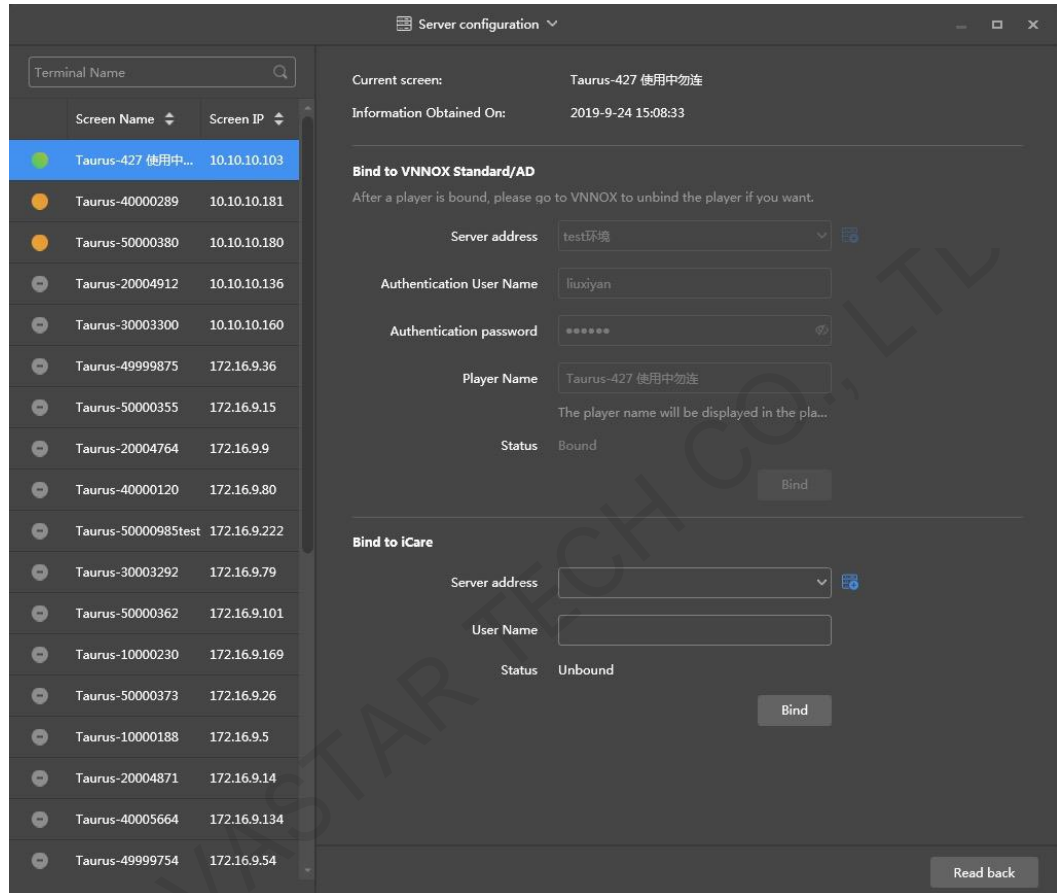 Server configuration
Terminal Name
Screen Name Screen IP
Taurus-427 使用中... 10.10.10.103
Taurus-40000289 10.10.10.181
Taurus-50000380 10.10.10.180
Taurus-20004912 10.10.10.136
Taurus-30003300 10.10.10.160
Taurus-49999875 172.16.9.36
Taurus-50000355 172.16.9.15
Taurus-20004764 172.16.9.9
Taurus-40000120 172.16.9.80
Taurus-50000985test 172.16.9.222
Taurus-30003292 172.16.9.79
Taurus-50000362 172.16.9.101
Taurus-10000230 172.16.9.169
Taurus-50000373 172.16.9.26
Taurus-10000188 172.16.9.5
Taurus-20004871 172.16.9.14
Taurus-40005664 172.16.9.134
Taurus-49999754 172.16.9.54
Current screen: Taurus-427 使用中勿连
Information Obtained On: 2019-9-24 15:08:33
Bind to VNNOX Standard/AD
After a player is bound, please go to VNNOX to unbind the player if you want.
Server address test环境
Authentication User Name liuxiyan
Authentication password ••••••
Player Name Taurus-427 使用中勿连
The player name will be displayed in the pla...
Status Bound
Bind
Bind to iCare
Server address
User Name
Status Unbound
Bind
Read back
VASTAR TECH CO., LTD